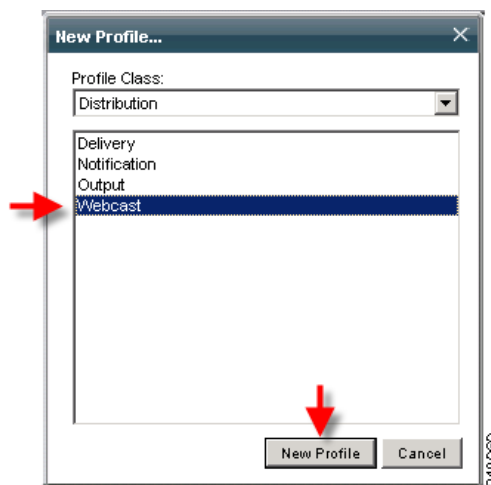 New Profile...
Profile Class:
Distribution
Delivery
Notification
Output
Webcast
New Profile
Cancel